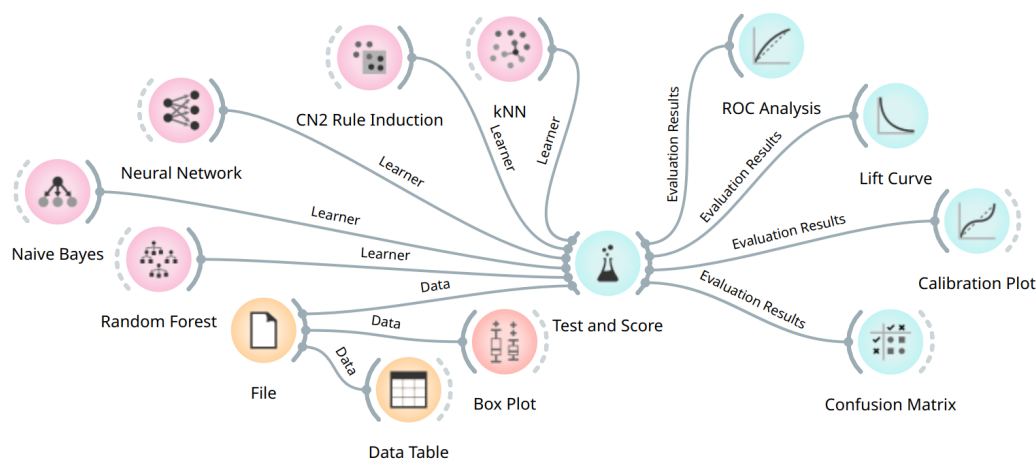 ROC Analysis
CN2 Rule Induction
kNN
Neural Network
Lift Curve
Naive Bayes
Random Forest
Calibration Plot
Test and Score
File
Box Plot
Data Table
Confusion Matrix
Learner
Learner
Learner
Learner
Learner
Data
Data
Data
Evaluation Results
Evaluation Results
Evaluation Results
Evaluation Results